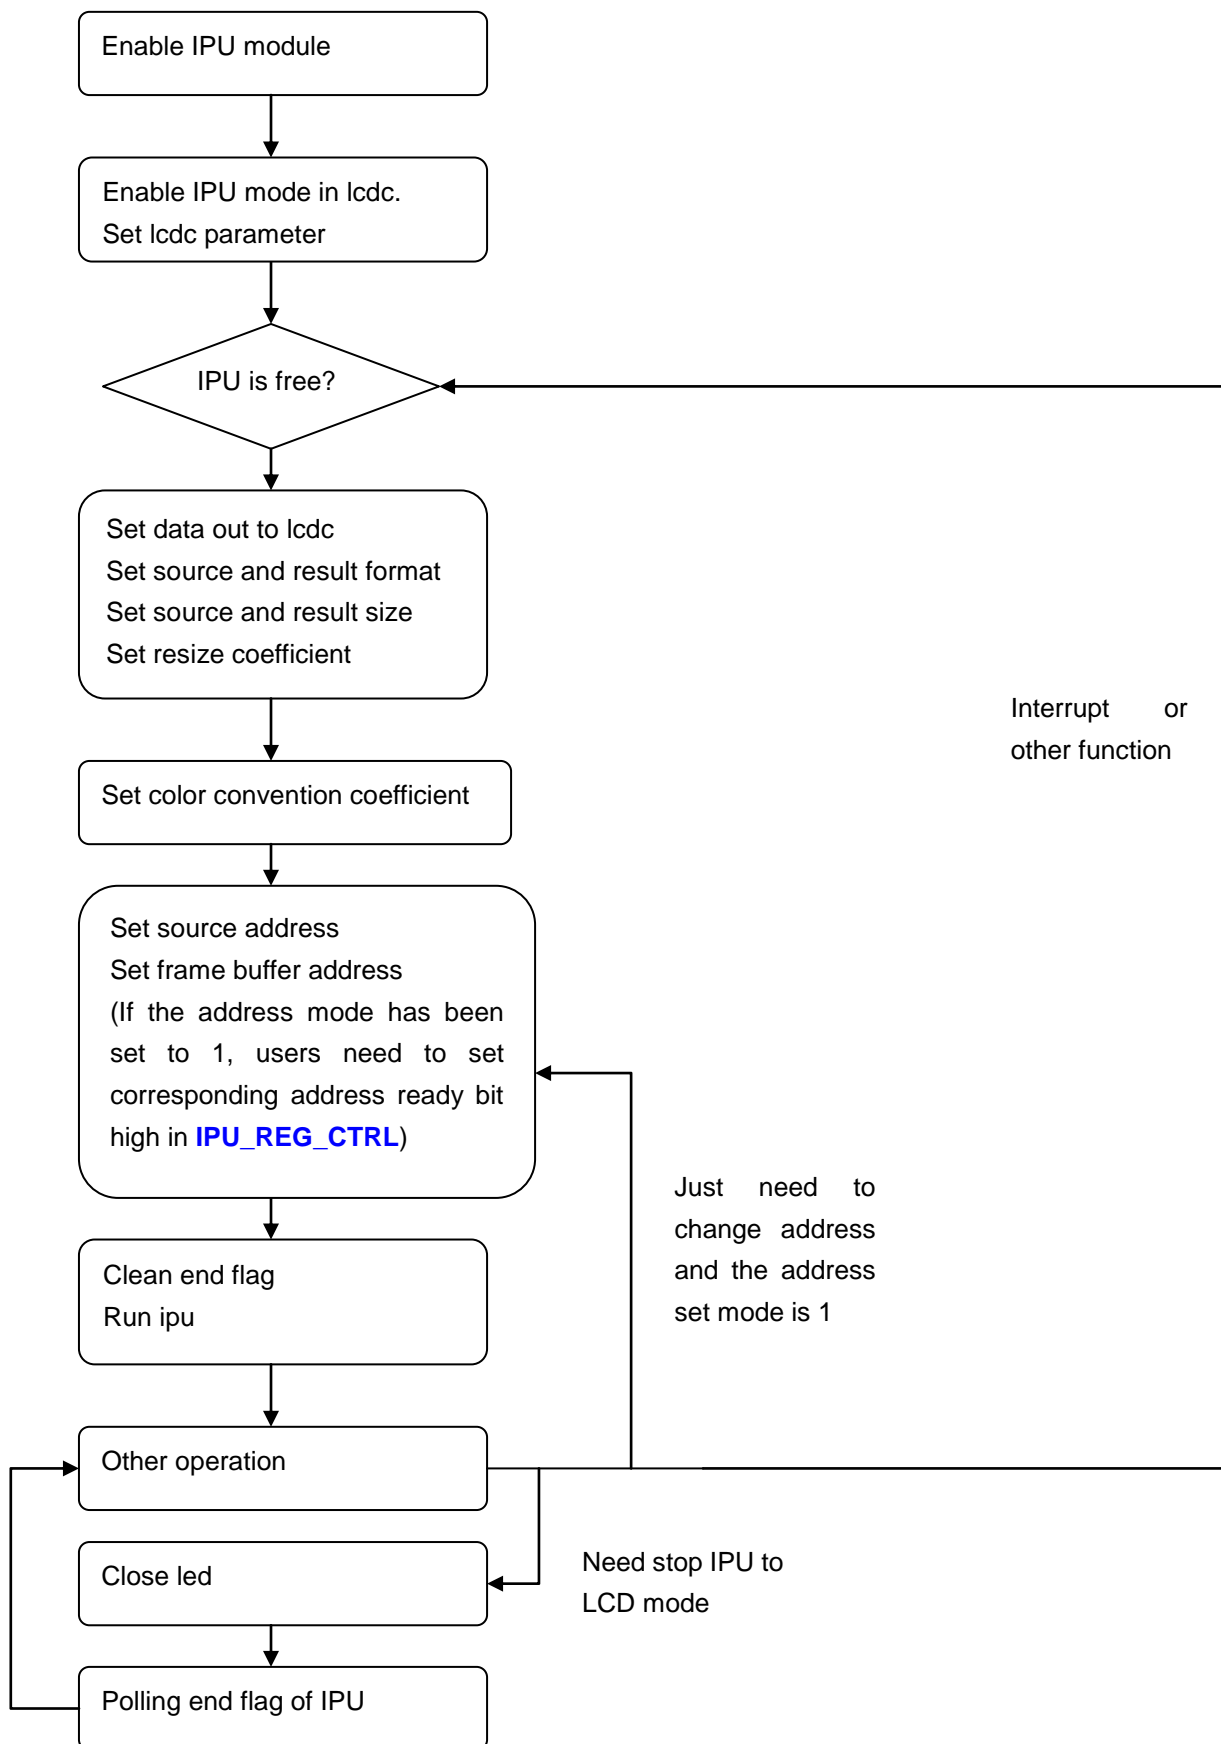 Enable IPU module
Enable IPU mode in lcdc.
Set lcdc parameter
IPU is free?
Set data out to lcdc
Set source and result format
Set source and result size
Set resize coefficient
Interrupt or
other function
Set color convention coefficient
Set source address
Set frame buffer address
(If the address mode has been
set to 1, users need to set
corresponding address ready bit
high in IPU_REG_CTRL)
Just need to
change address
and the address
set mode is 1
Clean end flag
Run ipu
Other operation
Close led
Need stop IPU to
LCD mode
Polling end flag of IPU